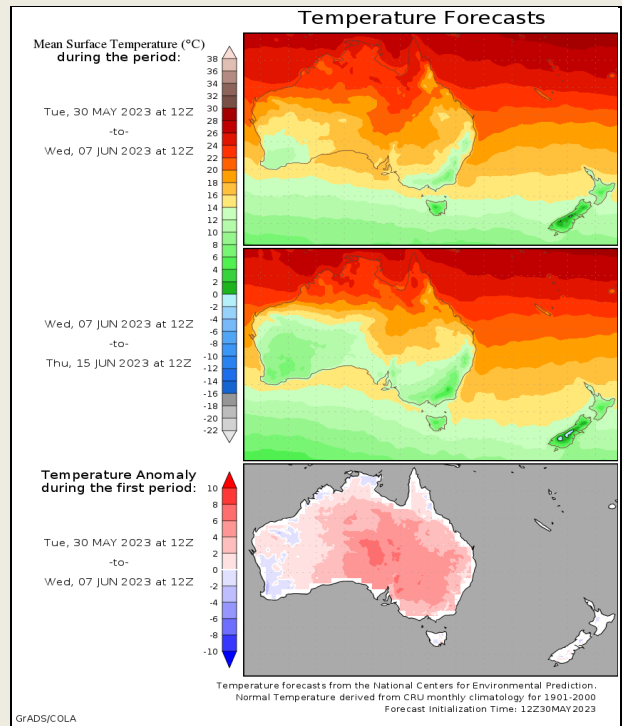 Temperature Forecasts
Mean Surface Temperature (°C)
during the period:
38
36
34
32
30
28
26
24
22
20
18
16
14
12
10
8
6
4
2
0
-2
-4
-6
-8
-10
-12
-14
-16
-18
-20
-22
Tue, 30 MAY 2023 at 12Z
-to-
Wed, 07 JUN 2023 at 12Z
Wed, 07 JUN 2023 at 12Z
-to-
Thu, 15 JUN 2023 at 12Z
Temperature Anomaly
during the first period:
10
8
6
4
2
0
-2
-4
-6
-8
-10
Tue, 30 MAY 2023 at 12Z
-to-
Wed, 07 JUN 2023 at 12Z
Temperature forecasts from the National Centers for Environmental Prediction.
Normal Temperature derived from CRU monthly climatology for 1901-2000
Forecast Initialization Time: 12Z30MAY2023
GrADS/COLA